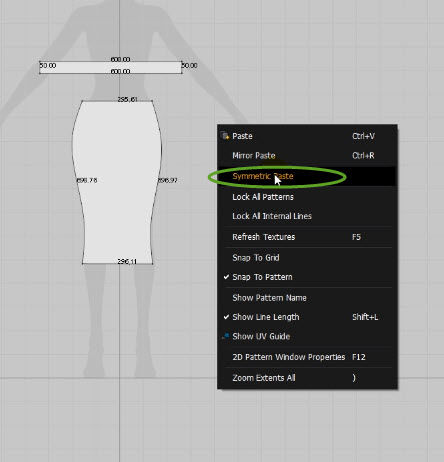 600.00
50.00
50.00
600.00
295.61
698.76
696.97
296.11
Paste Ctrl+V
Mirror Paste Ctrl+R
Symmetric Paste
Lock All Patterns
Lock All Internal Lines
Refresh Textures F5
Snap To Grid
Snap To Pattern
Show Pattern Name
Show Line Length Shift+L
Show UV Guide
2D Pattern Window Properties F12
Zoom Extents All )